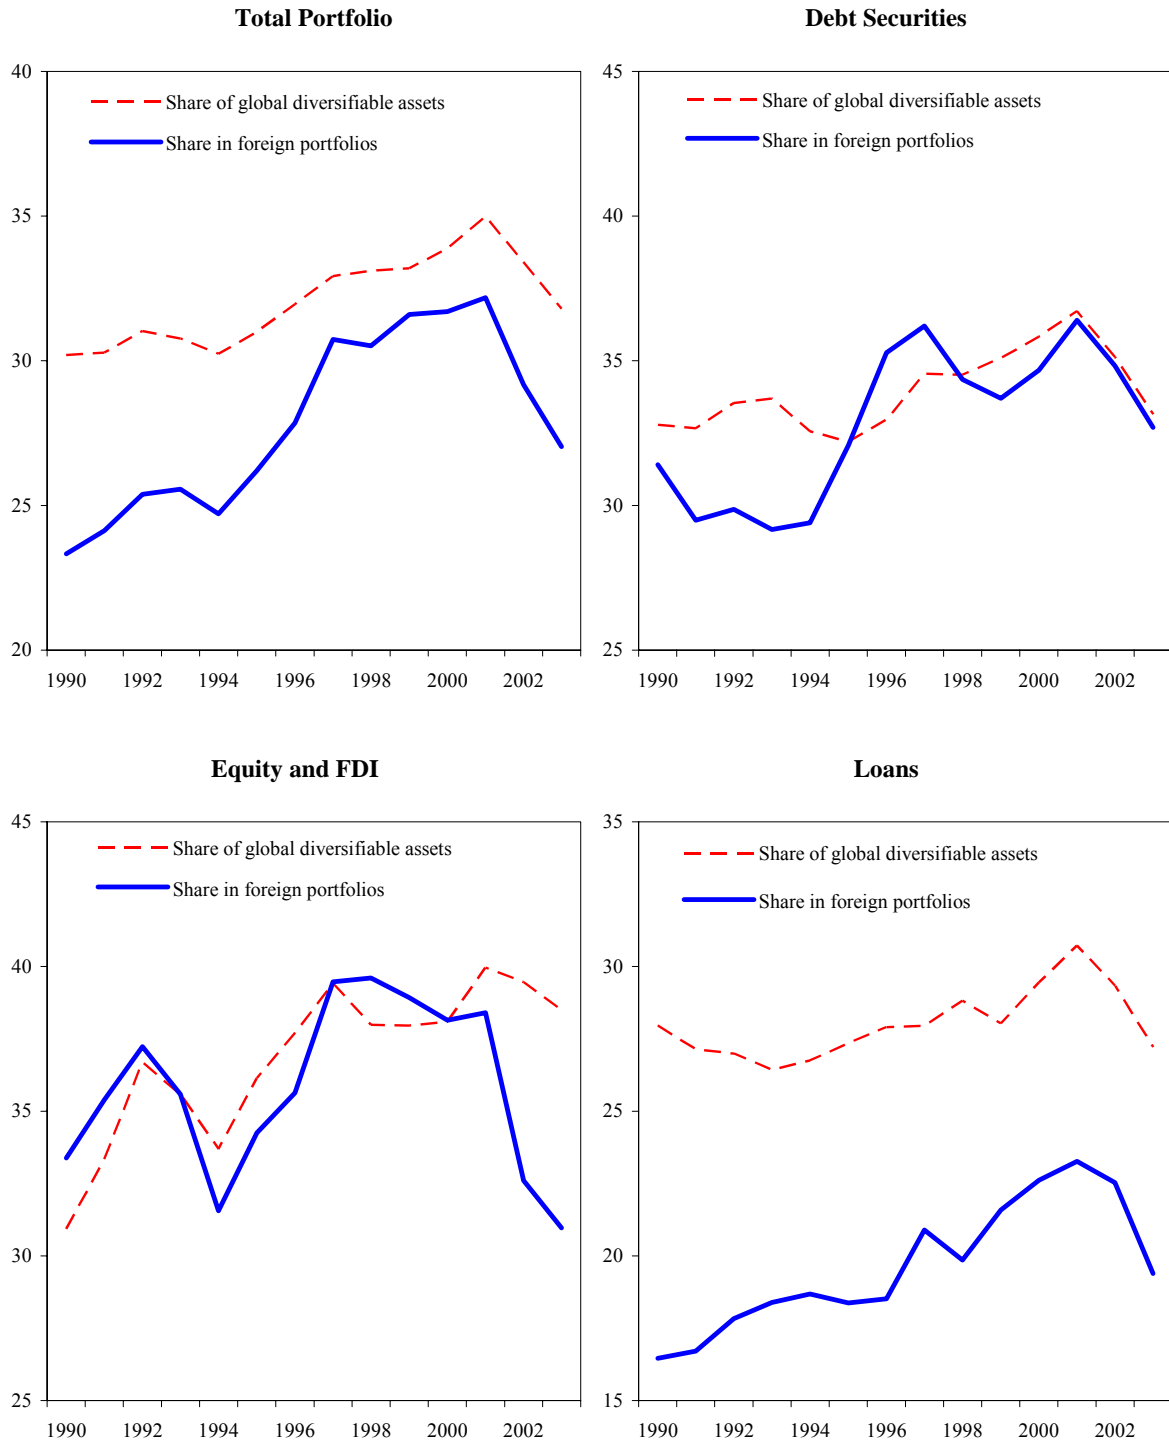 Total Portfolio
40
35
30
25
20
Share of global diversifiable assets
Share in foreign portfolios
1990 1992 1994 1996 1998 2000 2002
Debt Securities
45
40
35
30
25
Share of global diversifiable assets
Share in foreign portfolios
1990 1992 1994 1996 1998 2000 2002
Equity and FDI
45
40
35
30
25
Share of global diversifiable assets
Share in foreign portfolios
1990 1992 1994 1996 1998 2000 2002
Loans
35
30
25
20
15
Share of global diversifiable assets
Share in foreign portfolios
1990 1992 1994 1996 1998 2000 2002